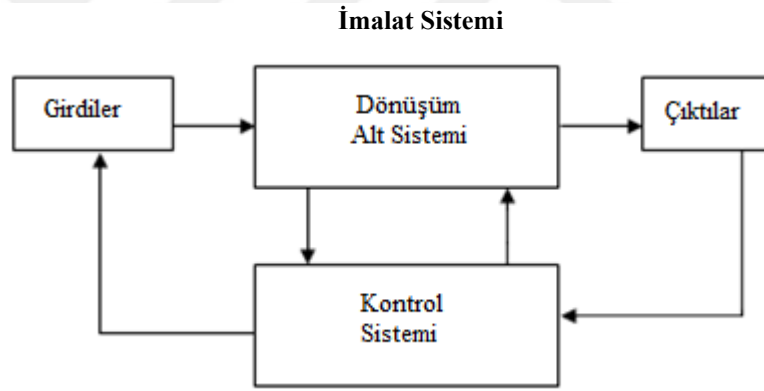 İmalat Sistemi
Girdiler
Dönüşüm
Alt Sistemi
Çıktılar
Kontrol
Sistemi